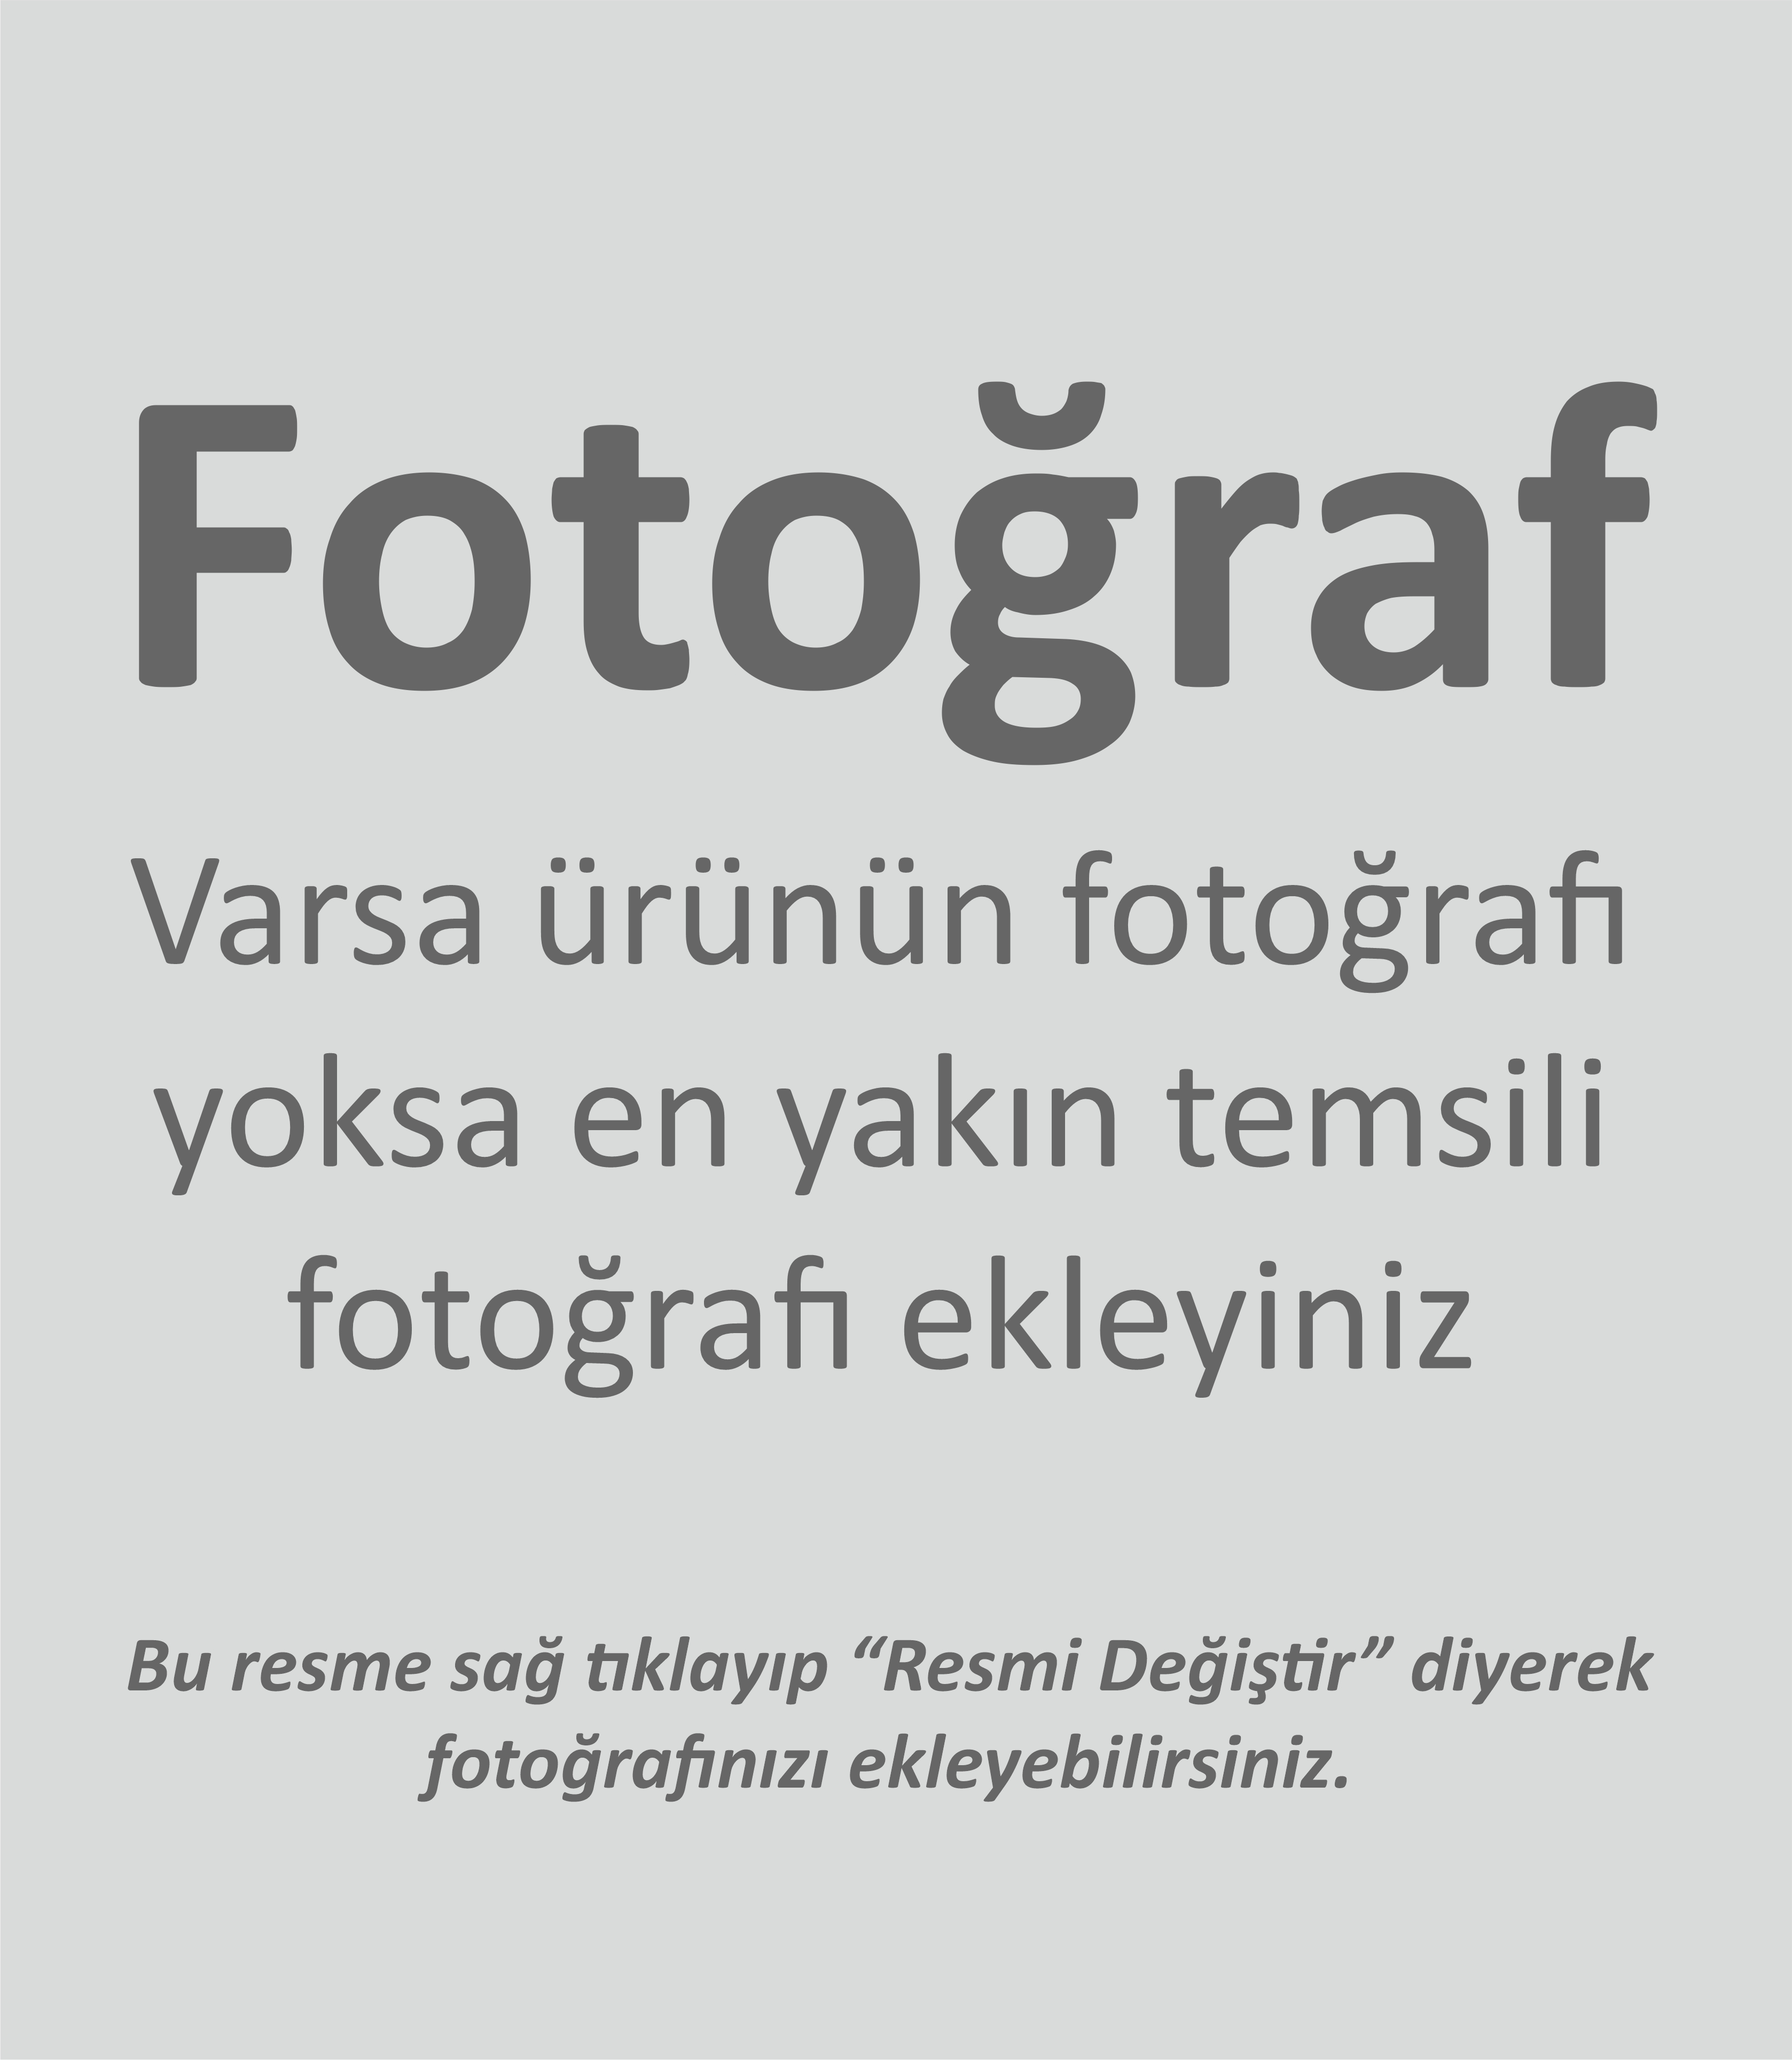 Fotoğraf
Varsa ürünün fotoğrafı
yoksa en yakın temsili
fotoğrafı ekleyiniz
Bu resme sağ tıklayıp “Resmi Değiştir” diyerek
fotoğrafınızı ekleyebilirsiniz.